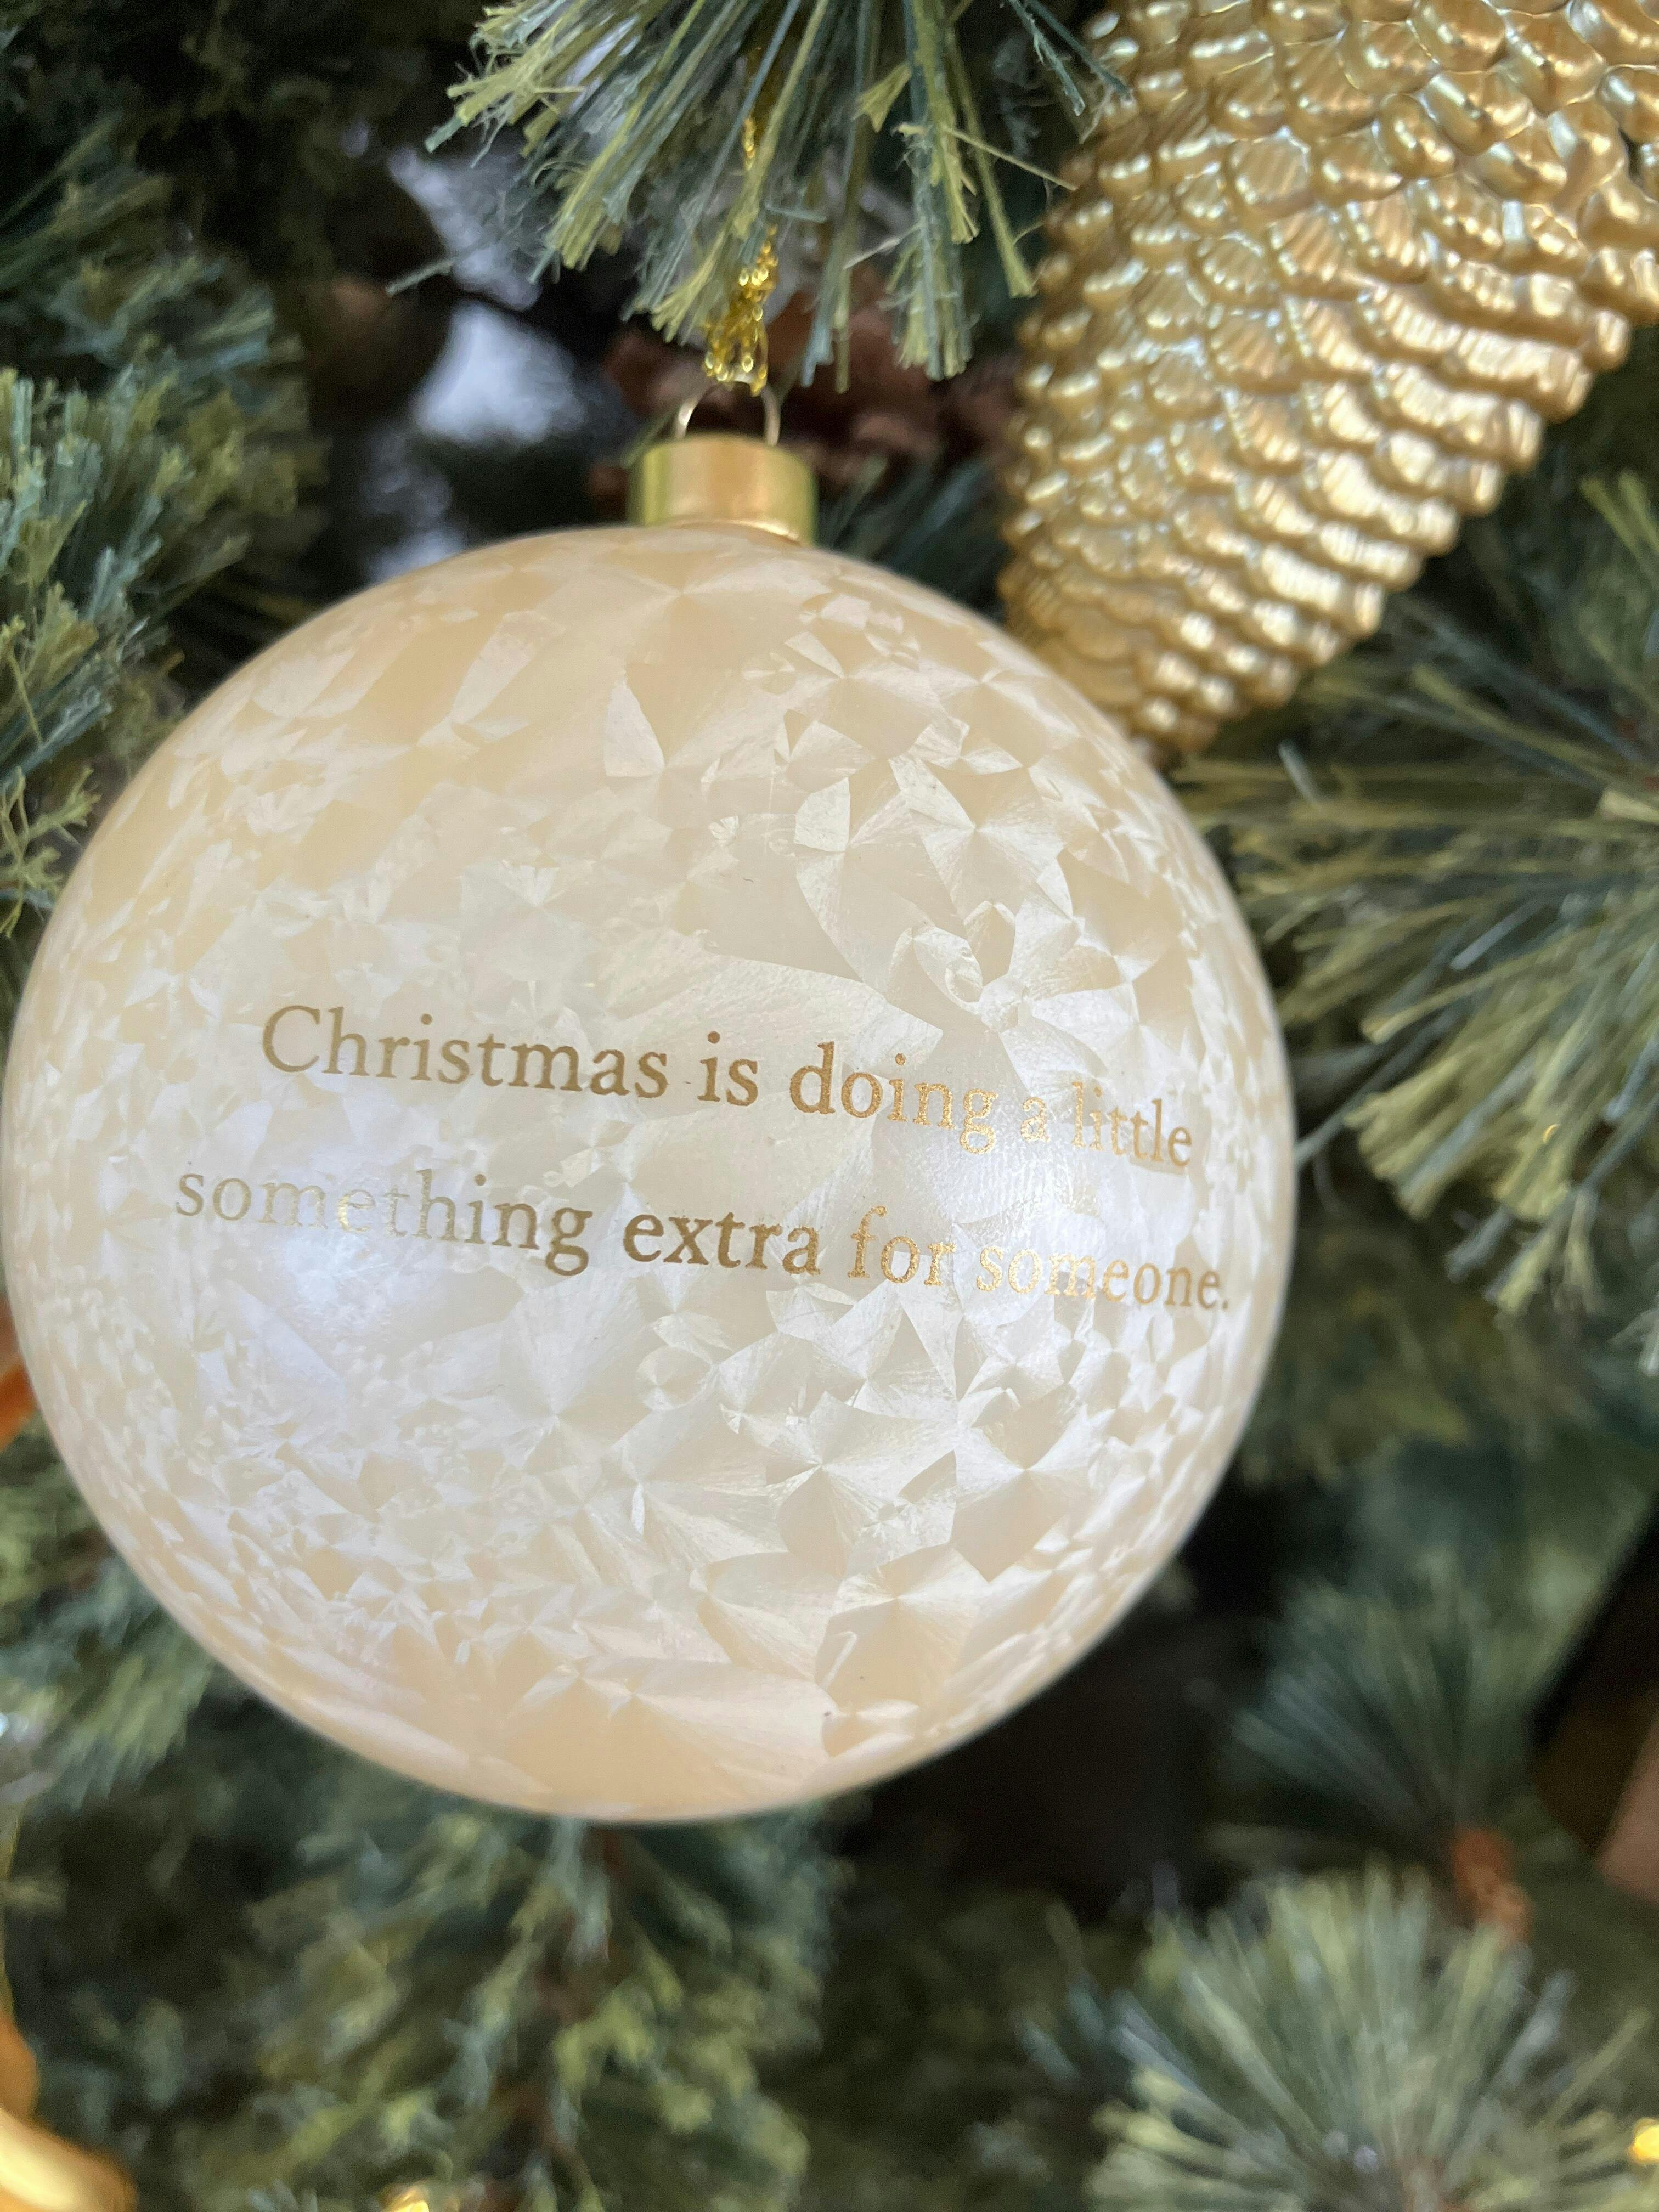 Christmas is doing a little
something extra for someone.